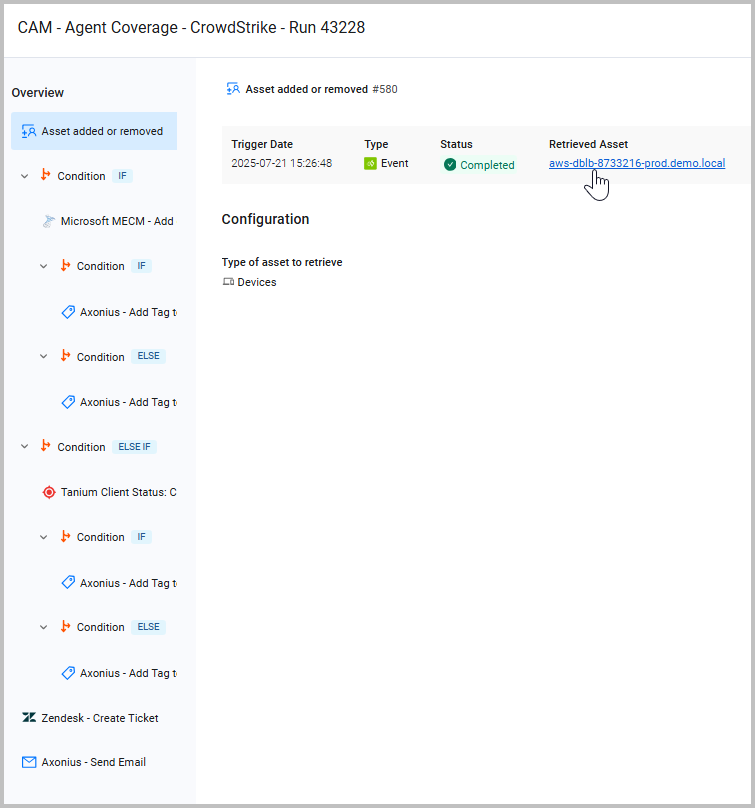 CAM - Agent Coverage - CrowdStrike - Run 43228
Overview
Asset added or removed
Condition IF
Microsoft MECM - Add
Condition IF
Axonius - Add Tag t
Condition ELSE
Axonius - Add Tag t
Condition ELSE IF
Tanium Client Status: C
Condition IF
Axonius - Add Tag t
Condition ELSE
Axonius - Add Tag t
Zendesk - Create Ticket
Axonius - Send Email
Asset added or removed #580
Trigger Date Type Status Retrieved Asset
2025-07-21 15:26:48 Event Completed aws-dblb-8733216-prod.demo.local
Configuration
Type of asset to retrieve
Devices